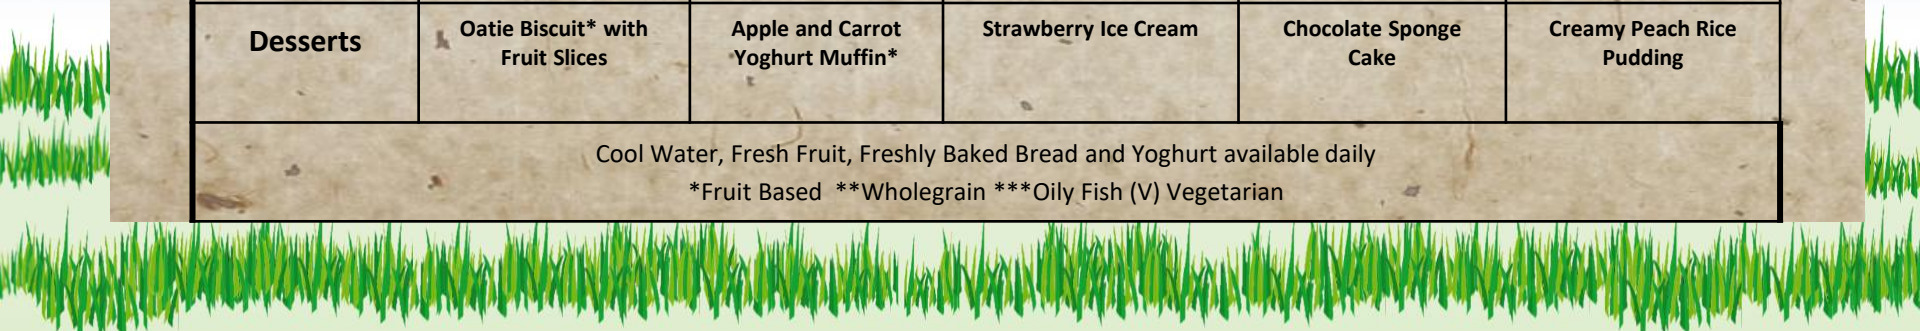 Desserts
Oatie Biscuit* with
Fruit Slices
Apple and Carrot
Yoghurt Muffin*
Strawberry Ice Cream
Chocolate Sponge
Cake
Creamy Peach Rice
Pudding
Cool Water, Fresh Fruit, Freshly Baked Bread and Yoghurt available daily
*Fruit Based  **Wholegrain ***Oily Fish (V) Vegetarian